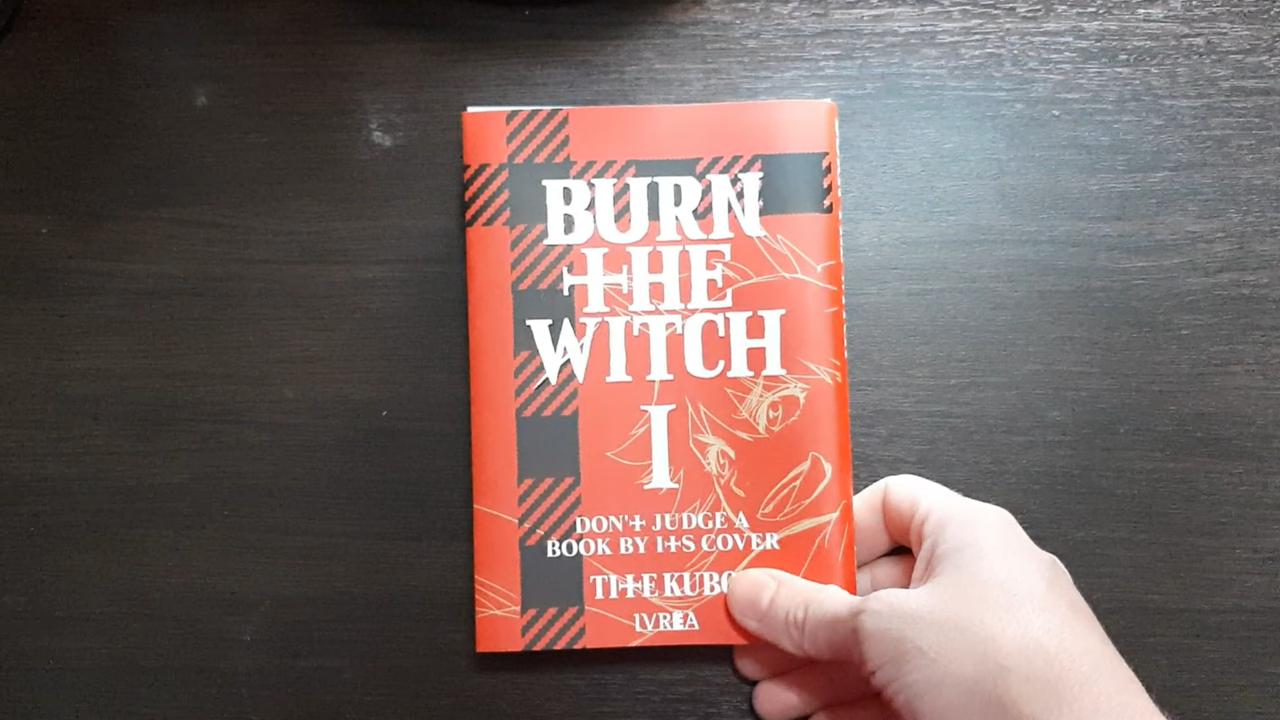 BURN
THE
WITCH
I
DON'T JUDGE A
BOOK BY ITS COVER
TITE KUBO
IVREA